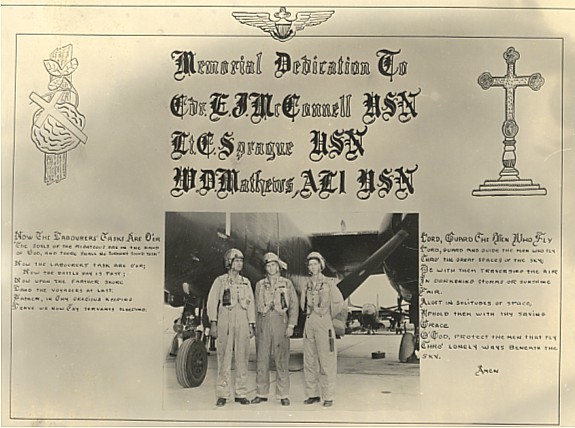 Memorial Dedication To
Cdr. E.J. McConnell USN
Lt. C. Sprague USN
W D Mathews, AL1 USN
Now The Labourers' Tasks Are O'er
"The souls of the righteous are in the hand
of God, and there shall no torment touch them."
Now the labourers task are o'er;
Now the battle day is past;
Now upon the farther shore
Land the voyagers at last.
Father, in Thy gracious keeping
Leave we now Thy servants sleeping.
Lord, Guard The Men Who Fly
Lord, guard and guide the men who fly
Thro' the great spaces of the sky;
Be with them traversing the air
In darkening storms or sunshine
fair.
Aloft in solitudes of space,
Uphold them with Thy saving
Grace
O God, protect the men that fly
Thro' lonely ways beneath the
sky.
Amen